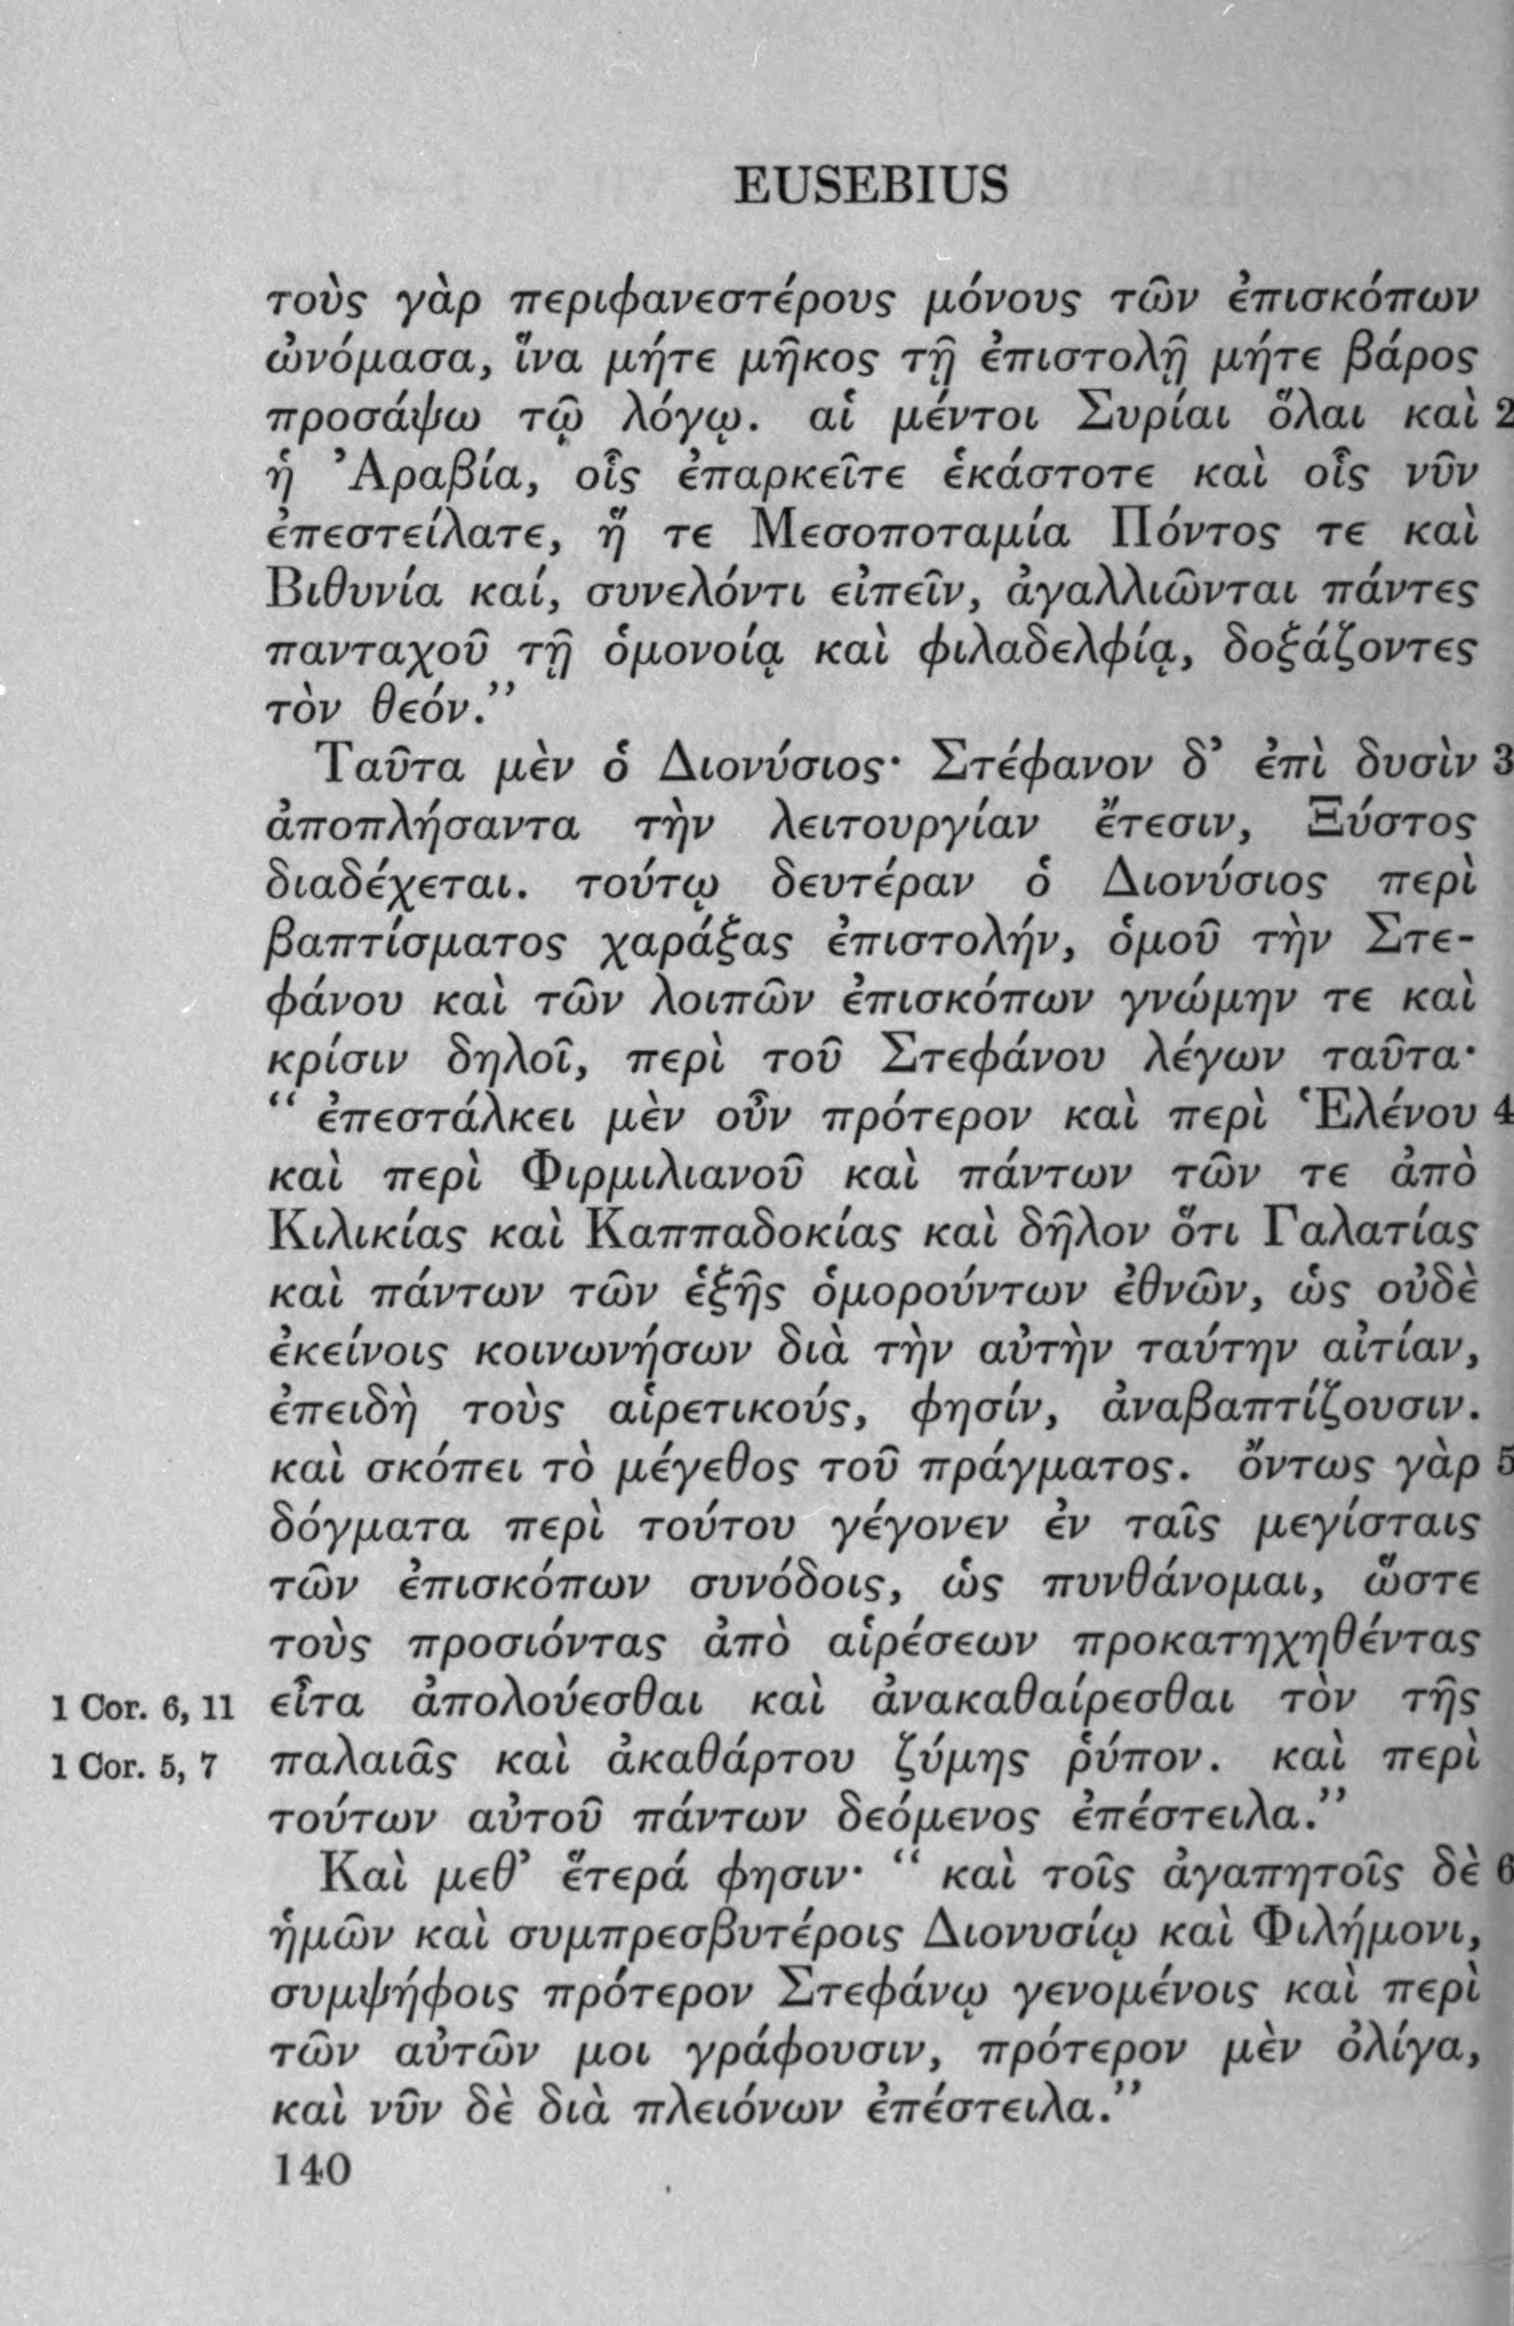 EUSEBIUS
τοὺς γὰρ περιφανεστέρους μόνους τῶν ἐπισκόπων
ὠνόμασα, ἵνα μήτε μῆκος τῇ ἐπιστολῇ μήτε βάρος
προσάψω τῷ λόγῳ. αἱ μέντοι Συρίαι ὅλαι καὶ 2
ἡ Ἀραβία, οἷς ἐπαρκεῖτε ἑκάστοτε καὶ οἷς νῦν
ἐπεστείλατε, ἥ τε Μεσοποταμία Πόντος τε καὶ
Βιθυνία καί, συνελόντι εἰπεῖν, ἀγαλλιῶνται πάντες
πανταχοῦ τῇ ὁμονοίᾳ καὶ φιλαδελφίᾳ, δοξάζοντες
τὸν θεόν.”
Ταῦτα μὲν ὁ Διονύσιος· Στέφανον δ’ ἐπὶ δυσὶν 3
ἀποπλήσαντα τὴν λειτουργίαν ἔτεσιν, Ξύστος
διαδέχεται. τούτῳ δευτέραν ὁ Διονύσιος περὶ
βαπτίσματος χαράξας ἐπιστολήν, ὁμοῦ τὴν Στε-
φάνου καὶ τῶν λοιπῶν ἐπισκόπων γνώμην τε καὶ
κρίσιν δηλοῖ, περὶ τοῦ Στεφάνου λέγων ταῦτα·
“ ἐπεστάλκει μὲν οὖν πρότερον καὶ περὶ Ἑλένου 4
καὶ περὶ Φιρμιλιανοῦ καὶ πάντων τῶν τε ἀπὸ
Κιλικίας καὶ Καππαδοκίας καὶ δῆλον ὅτι Γαλατίας
καὶ πάντων τῶν ἑξῆς ὁμορούντων ἐθνῶν, ὡς οὐδὲ
ἐκείνοις κοινωνήσων διὰ τὴν αὐτὴν ταύτην αἰτίαν,
ἐπειδὴ τοὺς αἱρετικούς, φησίν, ἀναβαπτίζουσιν.
καὶ σκόπει τὸ μέγεθος τοῦ πράγματος. ὄντως γὰρ 5
δόγματα περὶ τούτου γέγονεν ἐν ταῖς μεγίσταις
τῶν ἐπισκόπων συνόδοις, ὡς πυνθάνομαι, ὥστε
τοὺς προσιόντας ἀπὸ αἱρέσεων προκατηχηθέντας
1 Cor. 6, 11 εἶτα ἀπολούεσθαι καὶ ἀνακαθαίρεσθαι τὸν τῆς
1 Cor. 5, 7 παλαιᾶς καὶ ἀκαθάρτου ζύμης ῥύπον. καὶ περὶ
τούτων αὐτοῦ πάντων δεόμενος ἐπέστειλα.”
Καὶ μεθ’ ἕτερά φησιν· “ καὶ τοῖς ἀγαπητοῖς δὲ 6
ἡμῶν καὶ συμπρεσβυτέροις Διονυσίῳ καὶ Φιλήμονι,
συμψήφοις πρότερον Στεφάνῳ γενομένοις καὶ περὶ
τῶν αὐτῶν μοι γράφουσιν, πρότερον μὲν ὀλίγα,
καὶ νῦν δὲ διὰ πλειόνων ἐπέστειλα.”
140